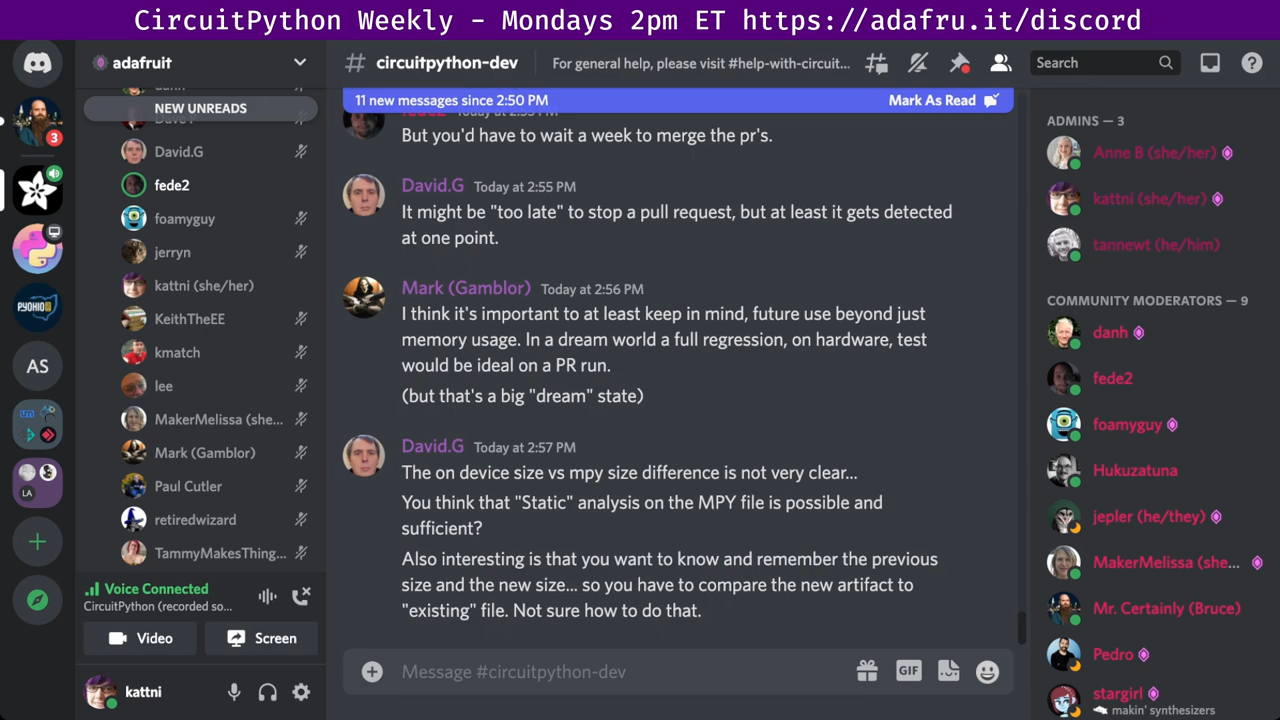 CircuitPython Weekly - Mondays 2pm ET https://adafru.it/discord
adafruit
NEW UNREADS
David.G
fede2
foamyguy
jerryn
kattni (she/her)
KeithTheEE
kmatch
lee
MakerMelissa (she...
Mark (Gamblor)
Paul Cutler
retiredwizard
TammyMakesThing...
Voice Connected
CircuitPython (recorded so...
Video
Screen
kattni
3
PYOHIO
AS
LA
# circuitpython-dev
For general help, please visit #help-with-circuit...
Search
11 new messages since 2:50 PM
Mark As Read
But you'd have to wait a week to merge the pr's.
David.G Today at 2:55 PM
It might be "too late" to stop a pull request, but at least it gets detected
at one point.
Mark (Gamblor) Today at 2:56 PM
I think it's important to at least keep in mind, future use beyond just
memory usage. In a dream world a full regression, on hardware, test
would be ideal on a PR run.
(but that's a big "dream" state)
David.G Today at 2:57 PM
The on device size vs mpy size difference is not very clear...
You think that "Static" analysis on the MPY file is possible and
sufficient?
Also interesting is that you want to know and remember the previous
size and the new size... so you have to compare the new artifact to
"existing" file. Not sure how to do that.
Message #circuitpython-dev
GIF
ADMINS — 3
Anne B (she/her)
kattni (she/her)
tannewt (he/him)
COMMUNITY MODERATORS — 9
danh
fede2
foamyguy
Hukuzatuna
jepler (he/they)
MakerMelissa (she...
Mr. Certainly (Bruce)
Pedro
stargirl
makin' synthesizers